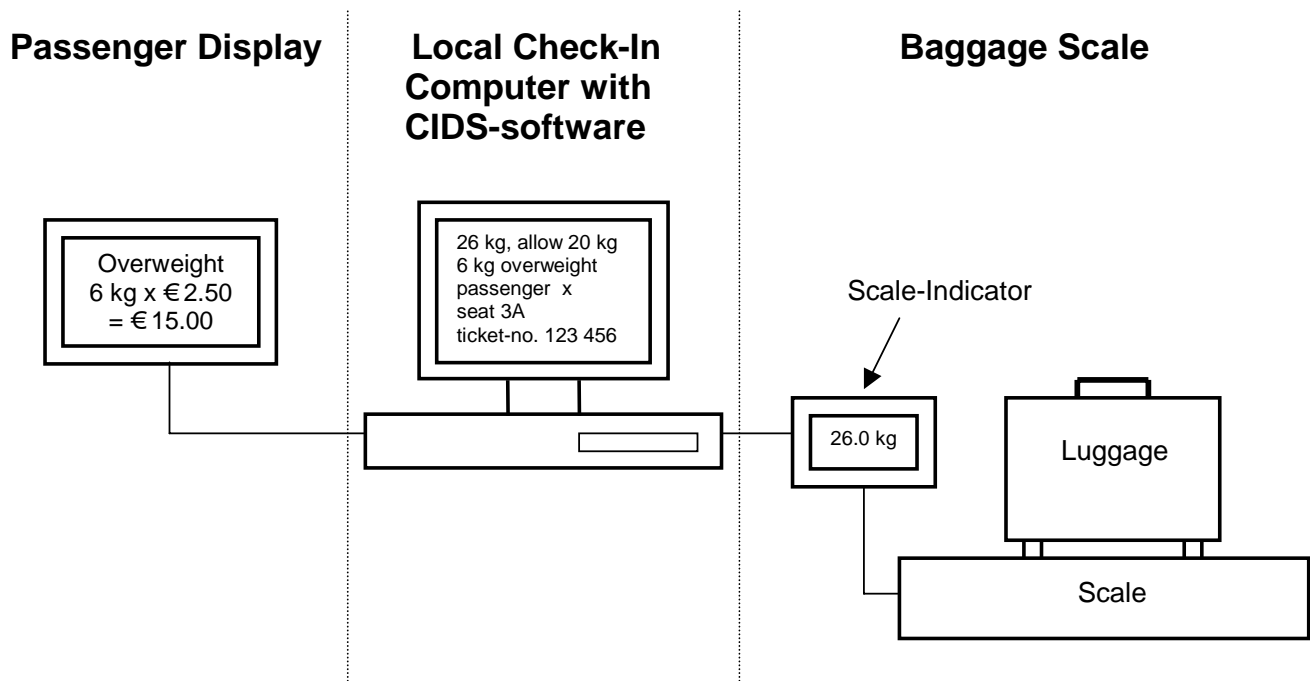 Passenger Display
Local Check-In
Computer with
CIDS-software
Baggage Scale
Overweight
6 kg x €2.50
= €15.00
26 kg, allow 20 kg
6 kg overweight
passenger x
seat 3A
ticket-no. 123 456
Scale-Indicator
26.0 kg
Luggage
Scale